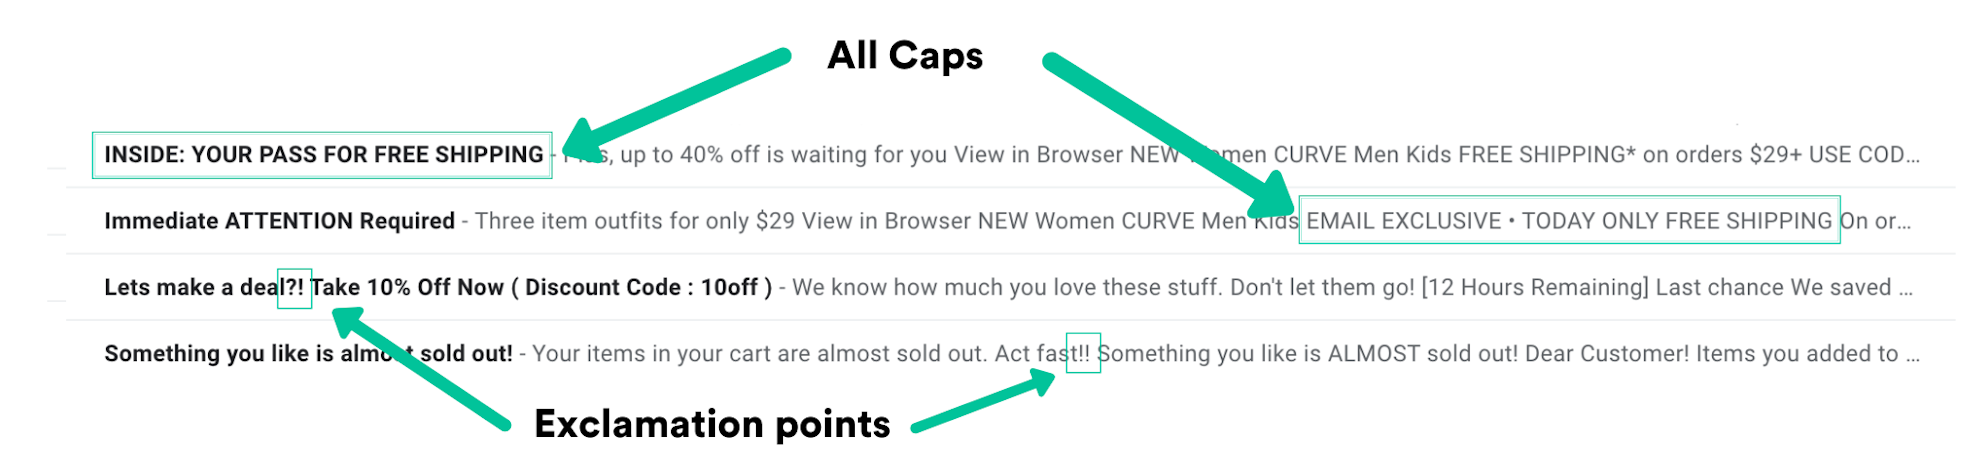 All Caps
INSIDE: YOUR PASS FOR FREE SHIPPING - Plus, up to 40% off is waiting for you View in Browser NEW Women CURVE Men Kids FREE SHIPPING* on orders $29+ USE COD...
Immediate ATTENTION Required - Three item outfits for only $29 View in Browser NEW Women CURVE Men Kids EMAIL EXCLUSIVE • TODAY ONLY FREE SHIPPING On or...
Lets make a deal?! Take 10% Off Now ( Discount Code : 10off ) - We know how much you love these stuff. Don't let them go! [12 Hours Remaining] Last chance We saved ...
Something you like is almost sold out! - Your items in your cart are almost sold out. Act fast!! Something you like is ALMOST sold out! Dear Customer! Items you added to ...
Exclamation points